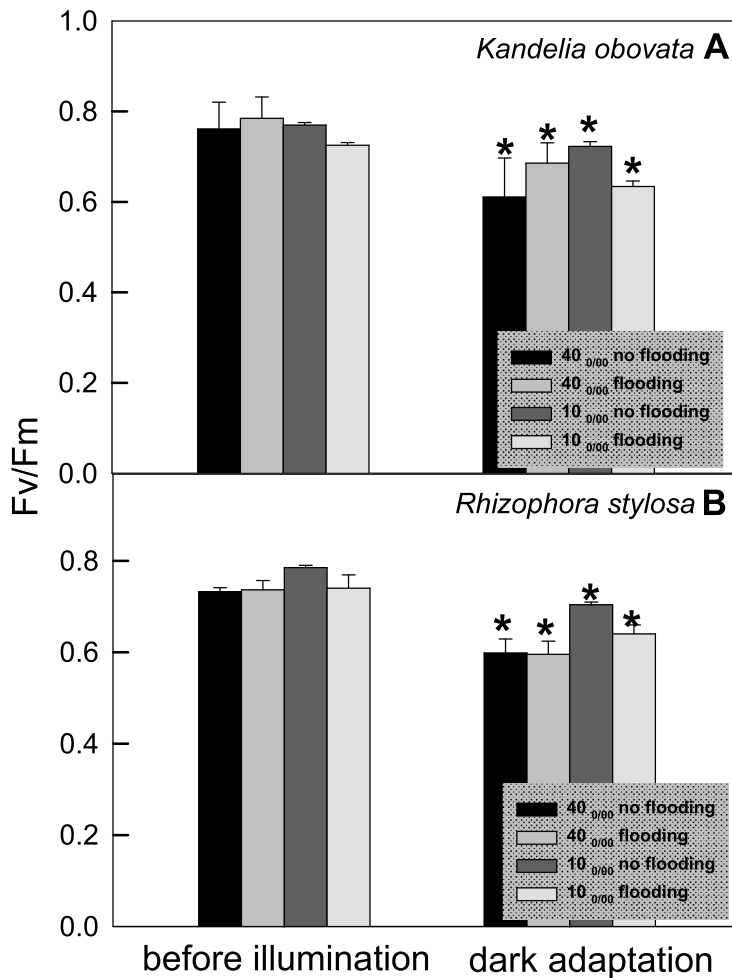 1.0
Kandelia obovata A
0.8
* * * *
0.6
0.4
40 0/00 no flooding
40 0/00 flooding
0.2
10 0/00 no flooding
10 0/00 flooding
0.0
Fv/Fm
Rhizophora stylosa B
0.8
* * * *
0.6
0.4
40 0/00 no flooding
40 0/00 flooding
0.2
10 0/00 no flooding
10 0/00 flooding
0.0
before illumination dark adaptation